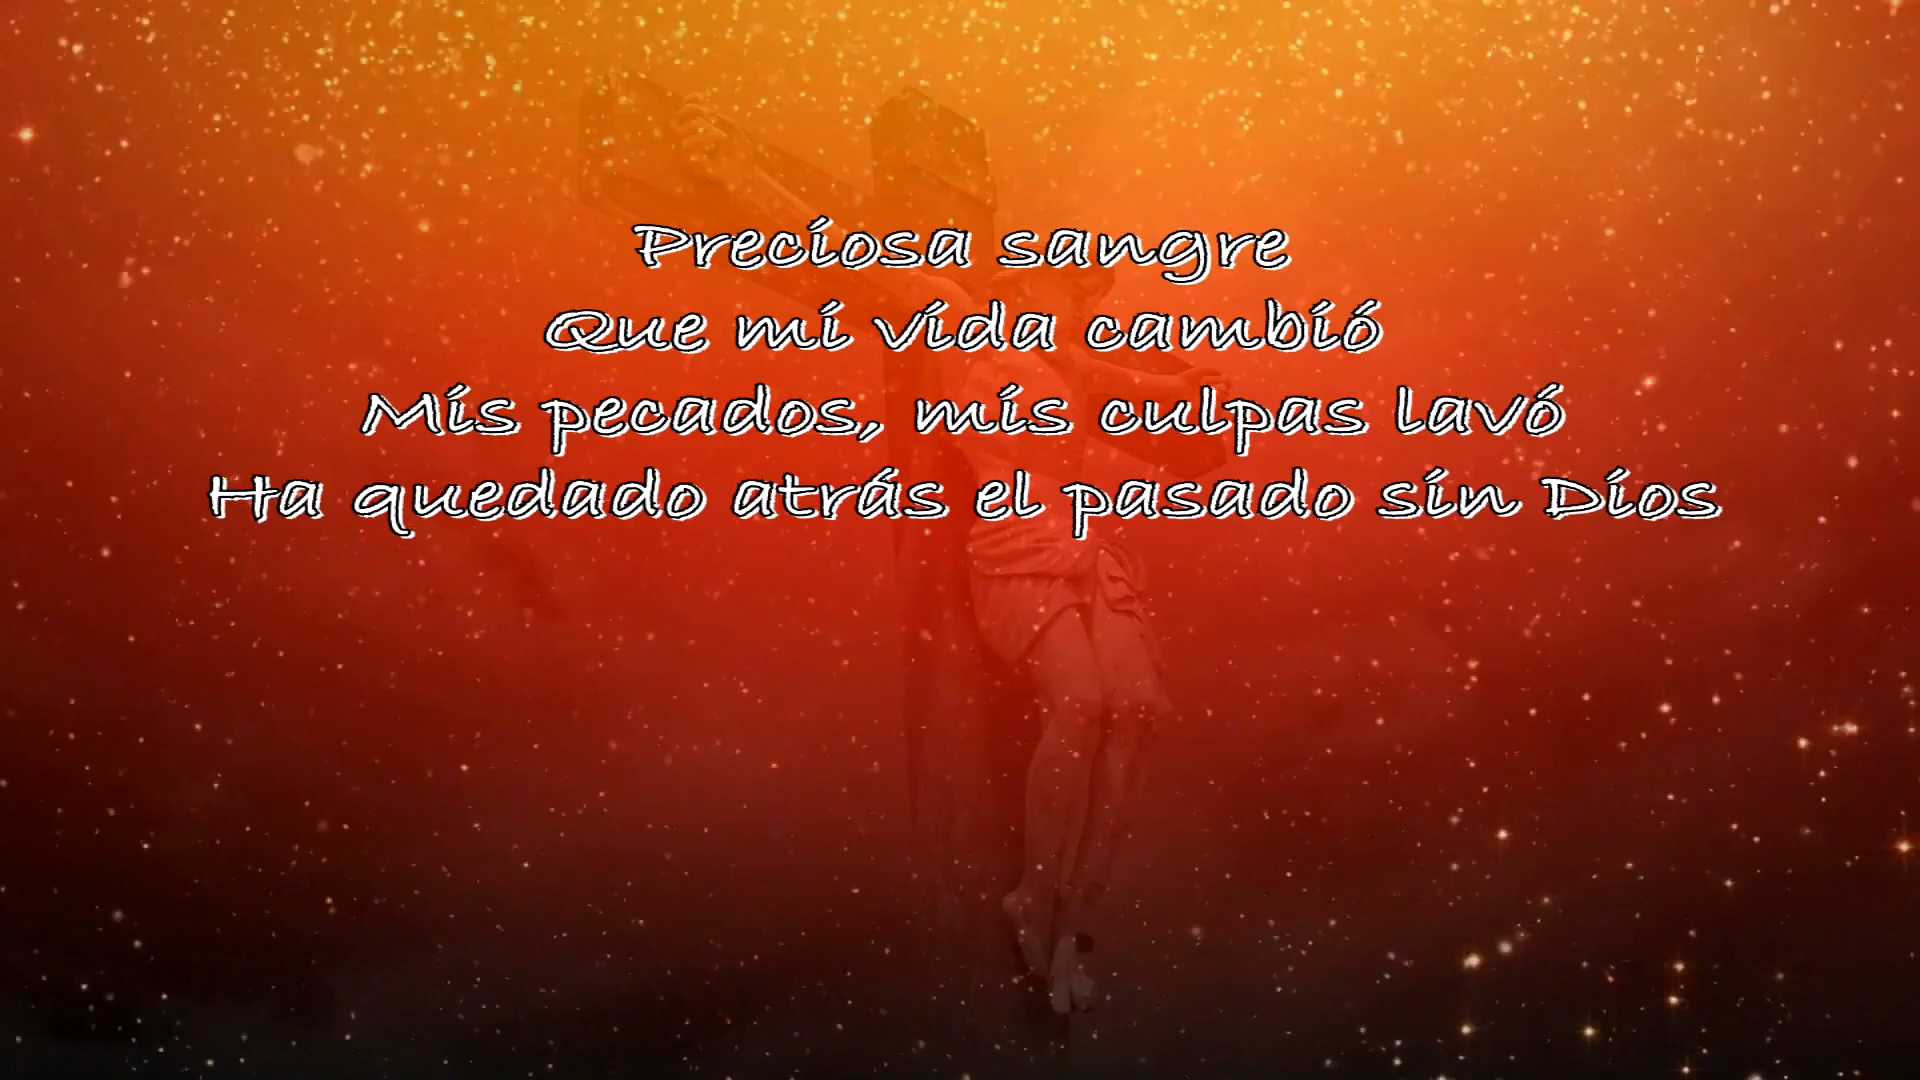 Preciosa sangre
Que mi vida cambió
Mis pecados, mis culpas lavó
Ha quedado atrás el pasado sin Dios